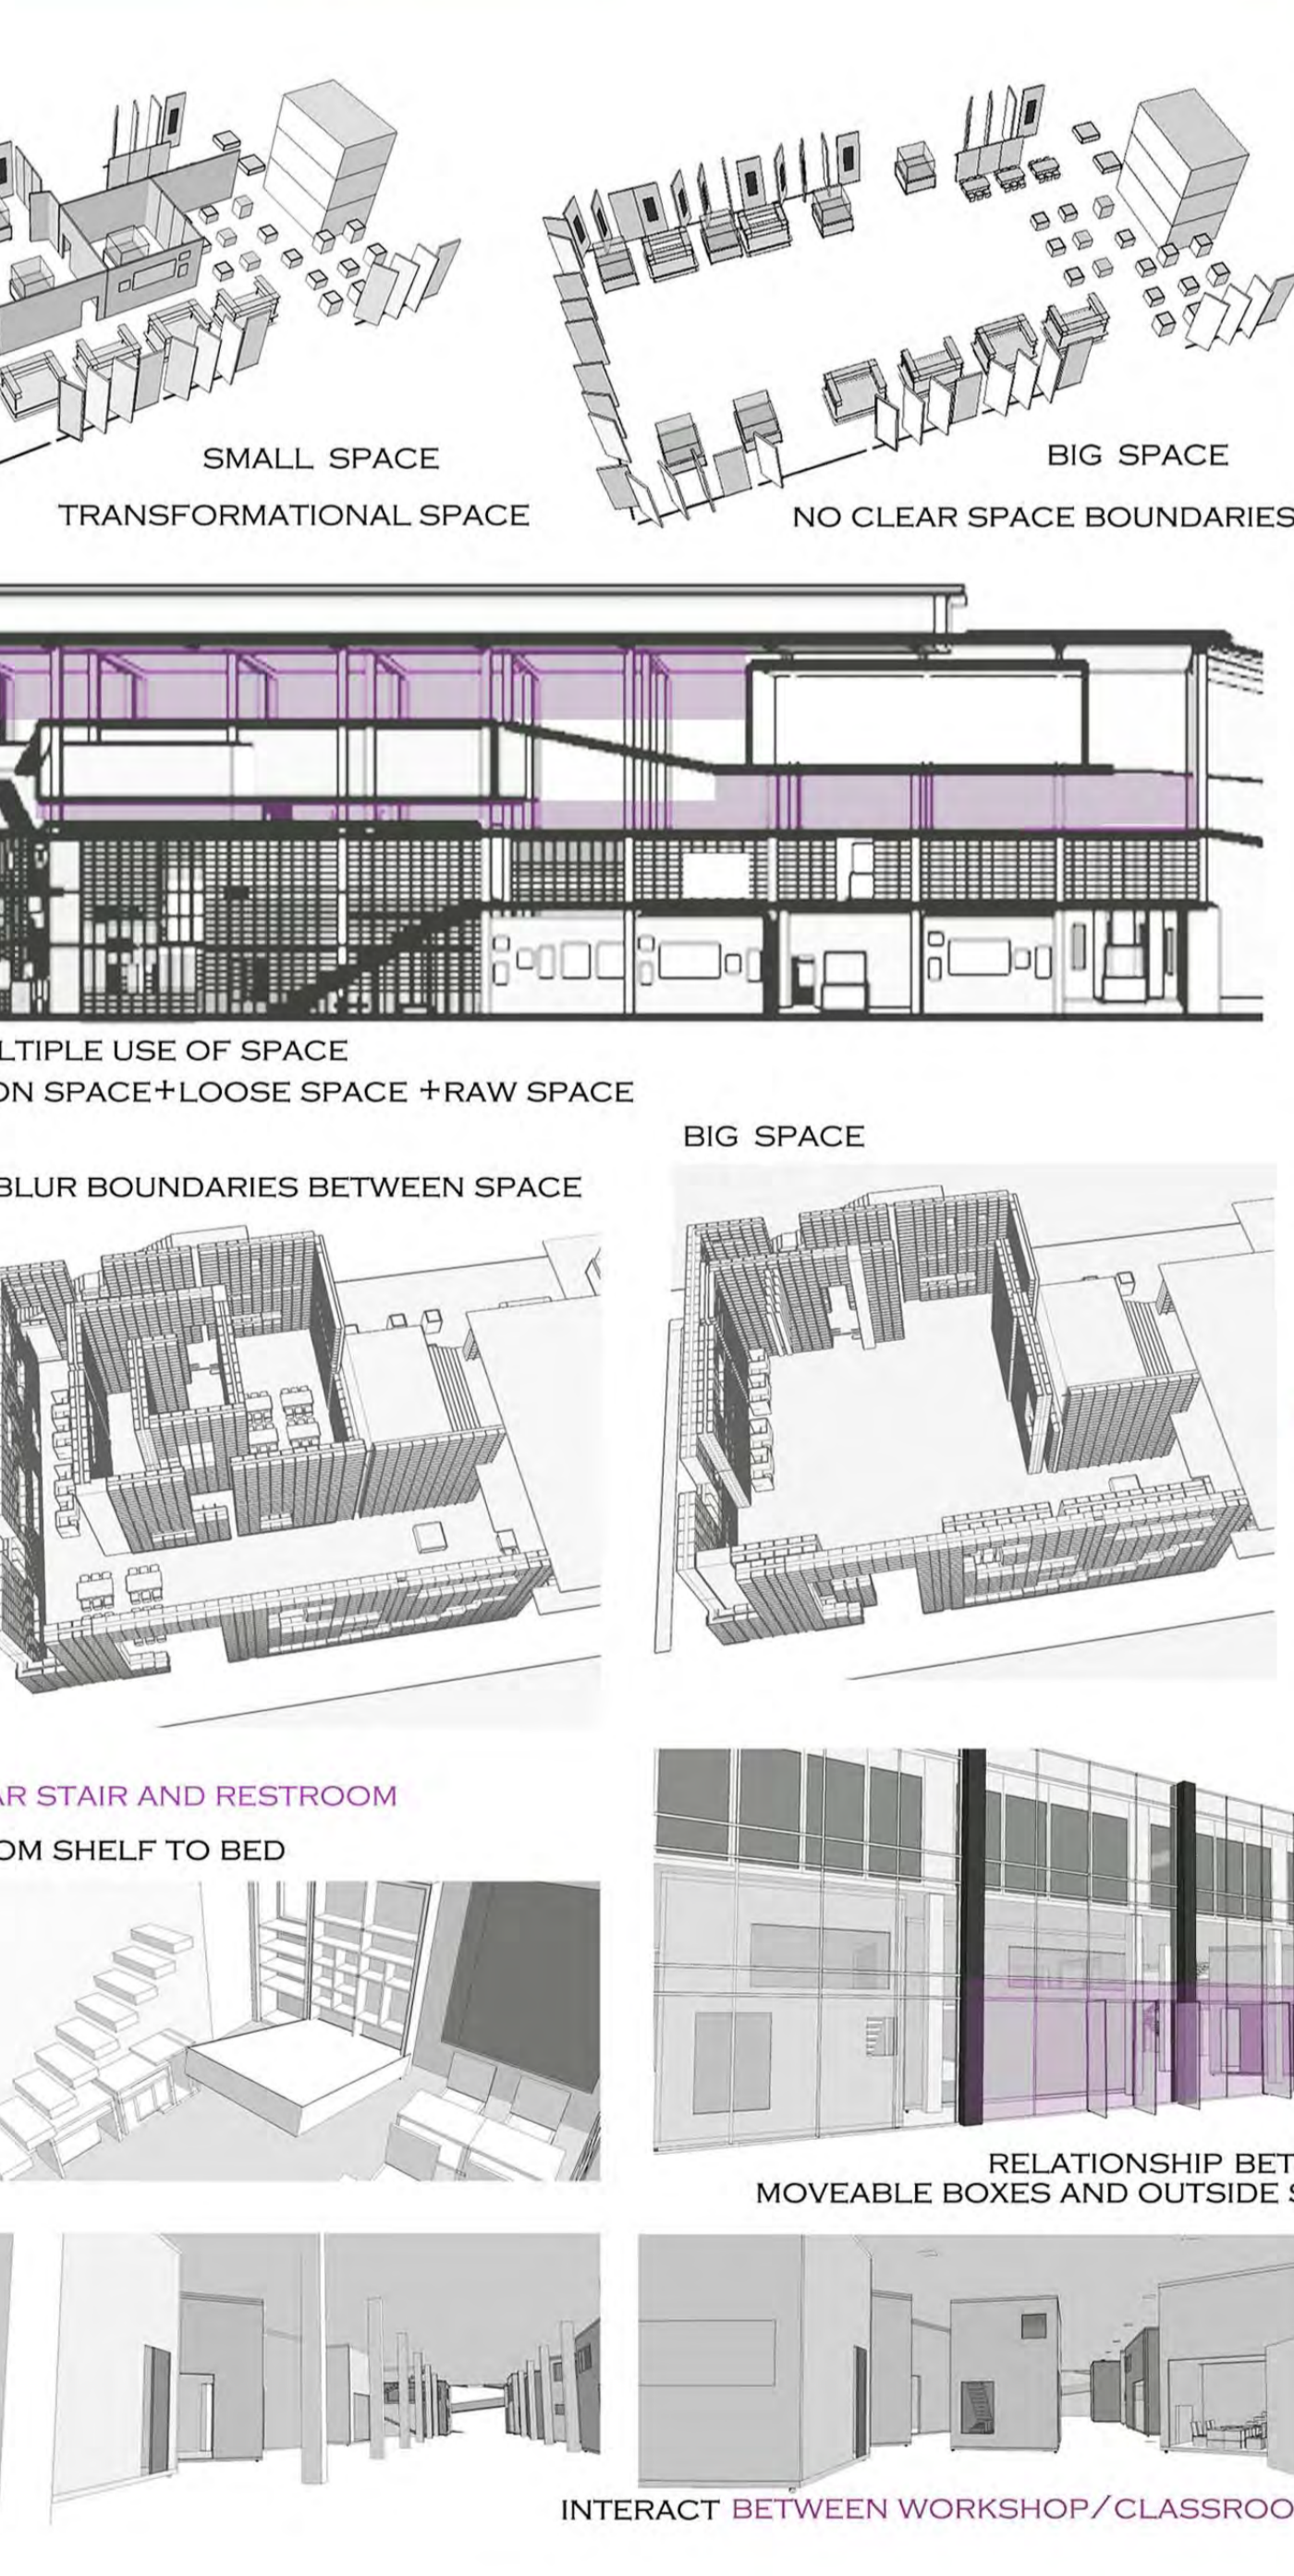 SMALL SPACE
BIG SPACE
TRANSFORMATIONAL SPACE
NO CLEAR SPACE BOUNDARIES
LTIPLE USE OF SPACE
ON SPACE+LOOSE SPACE +RAW SPACE
BIG SPACE
BLUR BOUNDARIES BETWEEN SPACE
AR STAIR AND RESTROOM
OM SHELF TO BED
RELATIONSHIP BET
MOVEABLE BOXES AND OUTSIDE S
INTERACT BETWEEN WORKSHOP/CLASSROO